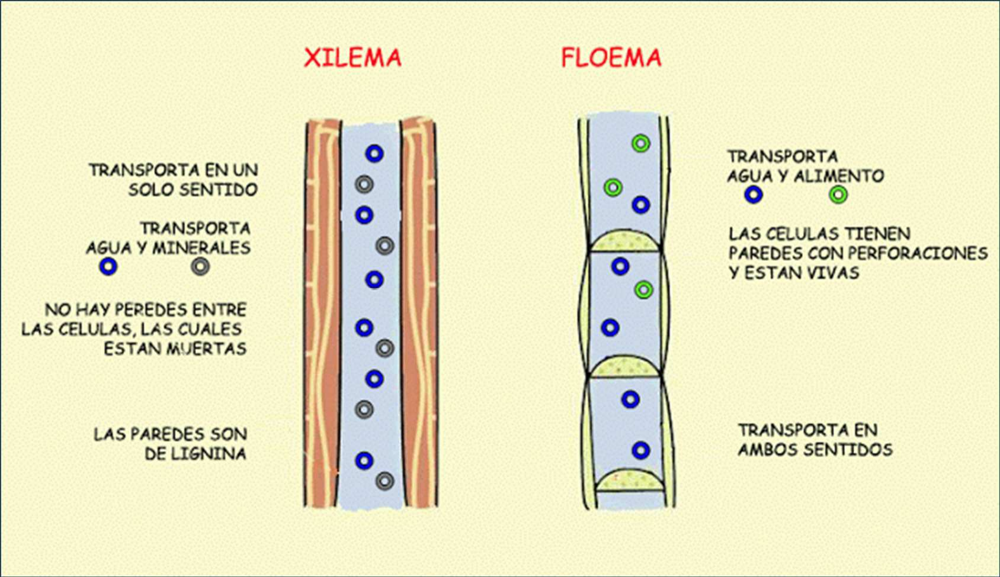 XILEMA
FLOEMA
TRANSPORTA EN UN
SOLO SENTIDO
TRANSPORTA
AGUA Y MINERALES
NO HAY PEREDES ENTRE
LAS CELULAS, LAS CUALES
ESTAN MUERTAS
LAS PAREDES SON
DE LIGNINA
TRANSPORTA
AGUA Y ALIMENTO
LAS CELULAS TIENEN
PAREDES CON PERFORACIONES
Y ESTAN VIVAS
TRANSPORTA EN
AMBOS SENTIDOS